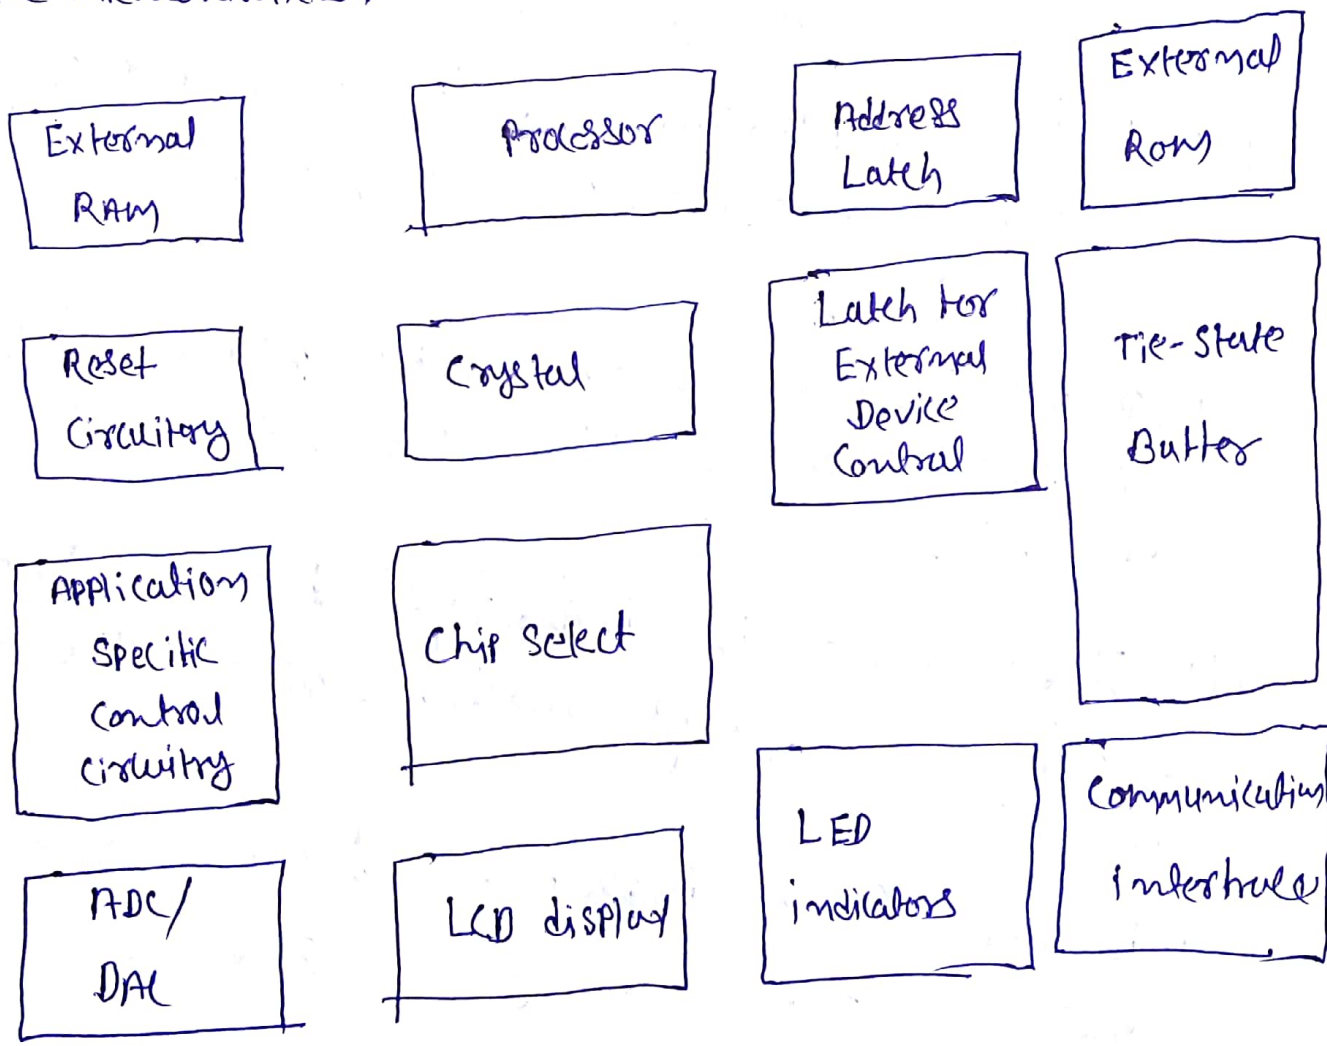 External
RAM
Processor
Address
Latch
External
ROM
Reset
Circuitory
Crystal
Latch for
External
Device
Control
Tie-State
Buffer
Application
Specific
Control
Circuitry
Chip Select
ADC/
DAC
LCD display
LED
indicators
Communication
interface